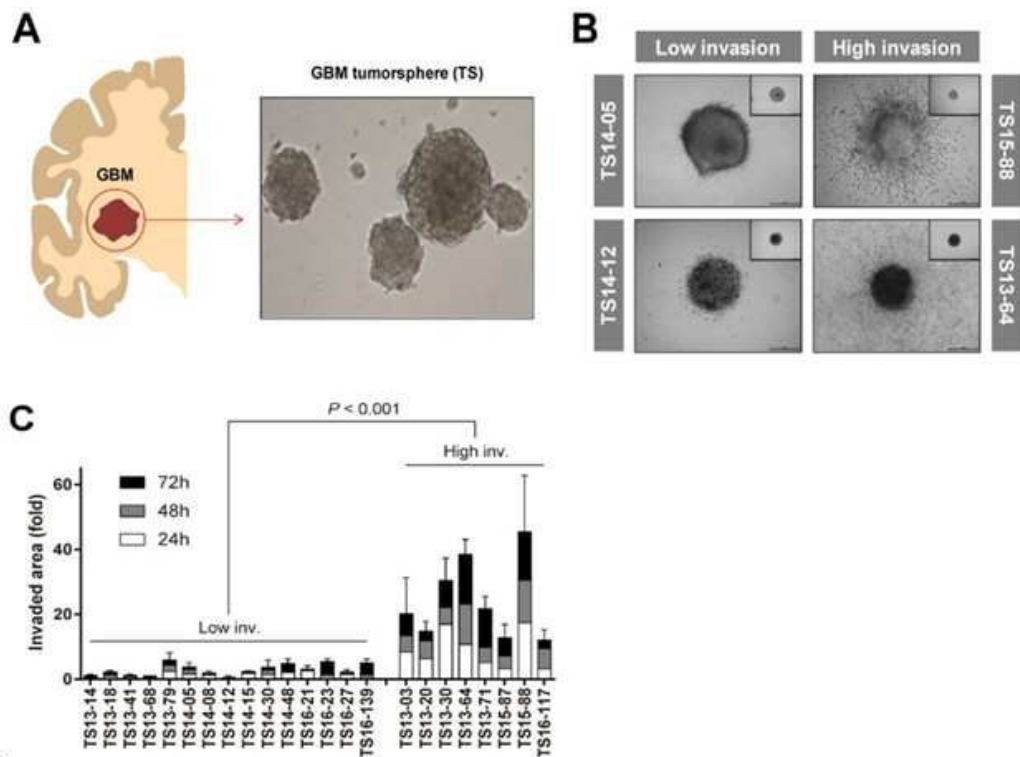 A
GBM tumorsphere (TS)
GBM
B
Low invasion
High invasion
TS14-05
TS15-88
TS14-12
TS13-64
C
P < 0.001
High inv.
Low inv.
72h
48h
24h
Invaded area (fold)
60
40
20
0
TS13-14
TS13-18
TS13-41
TS13-68
TS13-79
TS14-05
TS14-08
TS14-12
TS14-15
TS14-30
TS14-48
TS16-21
TS16-23
TS16-27
TS16-139
TS13-03
TS13-20
TS13-30
TS13-64
TS13-71
TS15-87
TS15-88
TS16-117